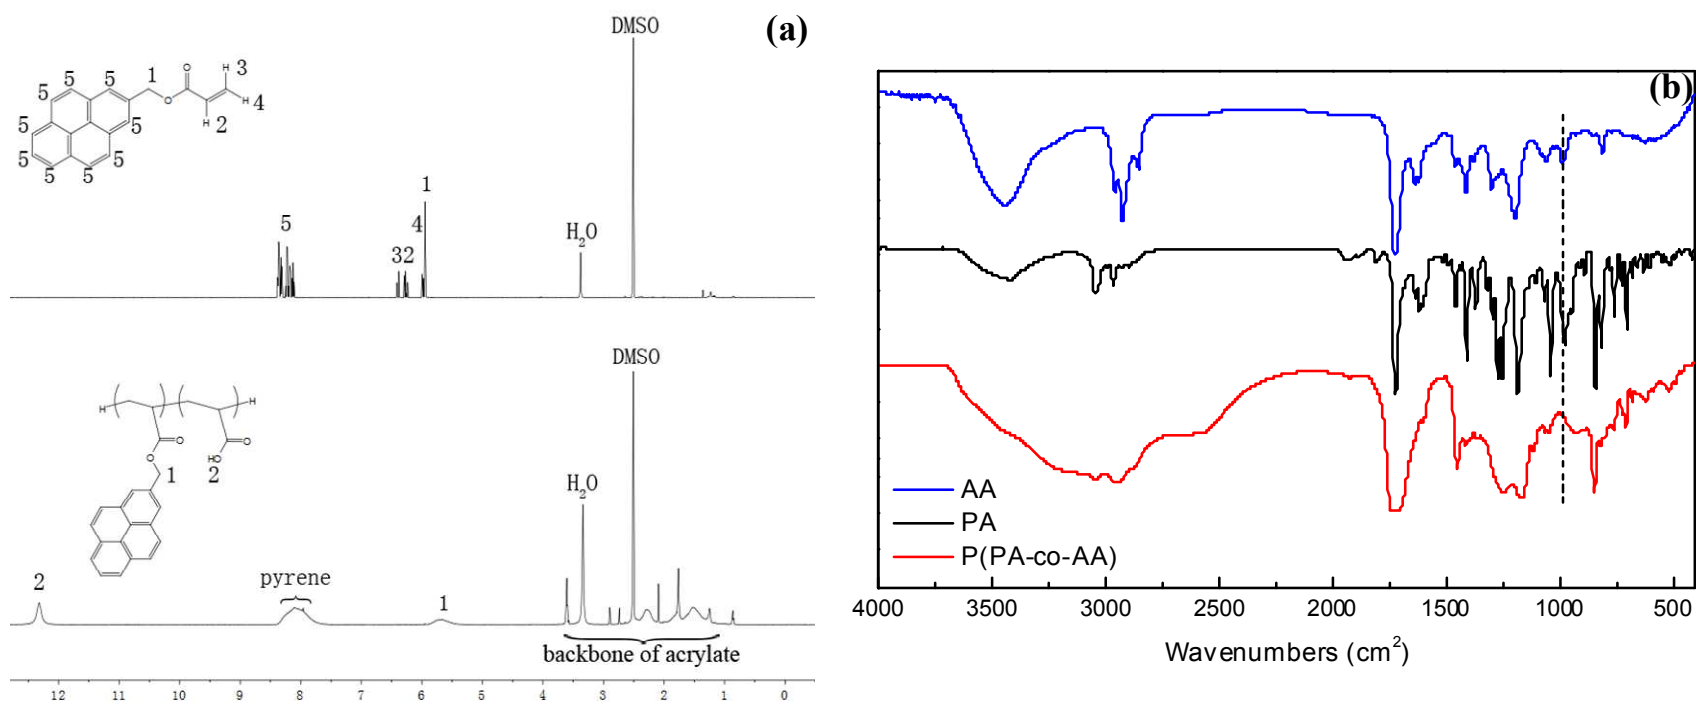 (a)
DMSO
5 5 5 1 O 3
5 O H
5 H 4
5 5 H 2
5 5
5 5
1
5 4
32
H2O
DMSO
H H
O O
O HO
1 2
H2O
2
pyrene
1
backbone of acrylate
12 11 10 9 8 7 6 5 4 3 2 1 0
(b)
AA
PA
P(PA-co-AA)
4000 3500 3000 2500 2000 1500 1000 500
Wavenumbers (cm²)